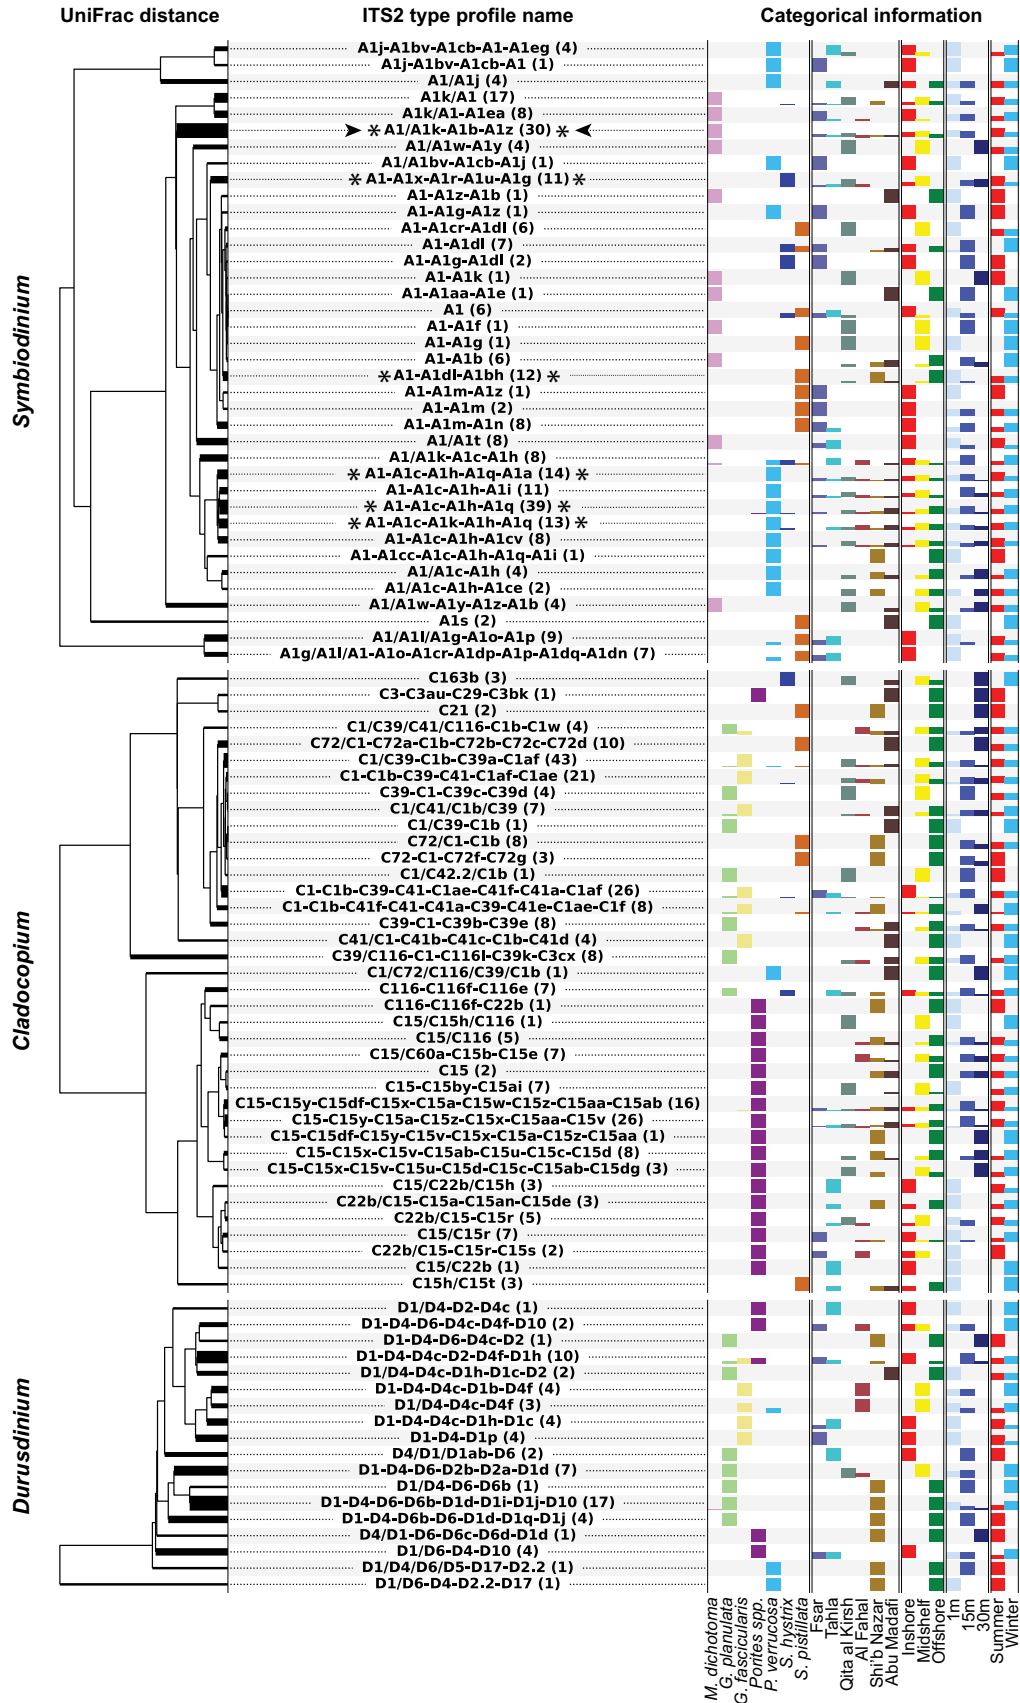 UniFrac distance ITS2 type profile name Categorical information
Symbiodinium
A1j-A1bv-A1cb-A1-A1eg (4)
A1j-A1bv-A1cb-A1 (1)
A1/A1j (4)
A1k/A1 (17)
A1k/A1-A1ea (8)
* A1/A1k-A1b-A1z (30) *
A1/A1w-A1y (4)
A1/A1bv-A1cb-A1j (1)
* A1-A1x-A1r-A1u-A1g (11) *
A1-A1z-A1b (1)
A1-A1g-A1z (1)
A1-A1cr-A1dl (6)
A1-A1dl (7)
A1-A1g-A1dl (2)
A1-A1k (1)
A1-A1aa-A1e (1)
A1 (6)
A1-A1f (1)
A1-A1g (1)
A1-A1b (6)
* A1-A1dl-A1bh (12) *
A1-A1m-A1z (1)
A1-A1m (2)
A1-A1m-A1n (8)
A1/A1t (8)
A1/A1k-A1c-A1h (8)
* A1-A1c-A1h-A1q-A1a (14) *
A1-A1c-A1h-A1i (11)
* A1-A1c-A1h-A1q (39) *
* A1-A1c-A1k-A1h-A1q (13) *
A1-A1c-A1h-A1cv (8)
A1-A1cc-A1c-A1h-A1q-A1i (1)
A1/A1c-A1h (4)
A1/A1c-A1h-A1ce (2)
A1/A1w-A1y-A1z-A1b (4)
A1s (2)
A1/A1l/A1g-A1o-A1p (9)
A1g/A1l/A1-A1o-A1cr-A1dp-A1p-A1dq-A1dn (7)
Cladocopium
C163b (3)
C3-C3au-C29-C3bk (1)
C21 (2)
C1/C39/C41/C116-C1b-C1w (4)
C72/C1-C72a-C1b-C72b-C72c-C72d (10)
C1/C39-C1b-C39a-C1af (43)
C1-C1b-C39-C41-C1af-C1ae (21)
C39-C1-C39c-C39d (4)
C1/C41/C1b/C39 (7)
C1/C39-C1b (1)
C72/C1-C1b (8)
C72-C1-C72f-C72g (3)
C1/C42.2/C1b (1)
C1-C1b-C39-C41-C1ae-C41f-C41a-C1af (26)
C1-C1b-C41f-C41-C41a-C39-C41e-C1ae-C1f (8)
C39-C1-C39b-C39e (8)
C41/C1-C41b-C41c-C1b-C41d (4)
C39/C116-C1-C116l-C39k-C3cx (8)
C1/C72/C116/C39/C1b (1)
C116-C116f-C116e (7)
C116-C116f-C22b (1)
C15/C15h/C116 (1)
C15/C116 (5)
C15/C60a-C15b-C15e (7)
C15 (2)
C15-C15by-C15ai (7)
C15-C15y-C15df-C15x-C15a-C15w-C15z-C15aa-C15ab (16)
C15-C15y-C15a-C15z-C15x-C15aa-C15v (26)
C15-C15df-C15y-C15v-C15x-C15a-C15z-C15aa (1)
C15-C15x-C15v-C15ab-C15u-C15c-C15d (8)
C15-C15x-C15v-C15u-C15d-C15c-C15ab-C15dg (3)
C15/C22b/C15h (3)
C22b/C15-C15a-C15an-C15de (3)
C22b/C15-C15r (5)
C15/C15r (7)
C22b/C15-C15r-C15s (2)
C15/C22b (1)
C15h/C15t (3)
Durusdinium
D1/D4-D2-D4c (1)
D1-D4-D6-D4c-D4f-D10 (2)
D1-D4-D6-D4c-D2 (1)
D1-D4-D4c-D2-D4f-D1h (10)
D1/D4-D4c-D1h-D1c-D2 (2)
D1-D4-D4c-D1b-D4f (4)
D1/D4-D4c-D4f (3)
D1-D4-D4c-D1h-D1c (4)
D1-D4-D1p (4)
D4/D1/D1ab-D6 (2)
D1-D4-D6-D2b-D2a-D1d (7)
D1/D4-D6-D6b (1)
D1-D4-D6-D6b-D1d-D1i-D1j-D10 (17)
D1-D4-D6b-D6-D1d-D1q-D1j (4)
D4/D1-D6-D6c-D6d-D1d (1)
D1/D6-D4-D10 (4)
D1/D4/D6/D5-D17-D2.2 (1)
D1/D6-D4-D2.2-D17 (1)
M. dichotoma
G. planulata
G. fascicularis
Porites spp.
P. verrucosa
S. hystrix
S. pistillata
Fsar
Tahla
Qita al Kirsh
Al Fahal
Shi'b Nazar
Abu Madafi
Inshore
Midshelf
Offshore
1m
15m
30m
Summer
Winter